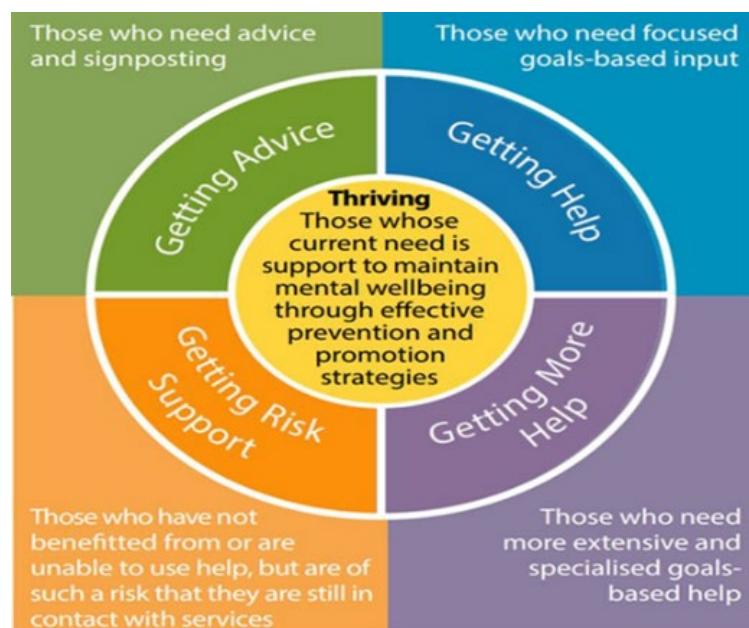 Those who need advice
and signposting
Those who need focused
goals-based input
Getting Advice
Getting Help
Thriving
Those whose
current need is
support to maintain
mental wellbeing
through effective
prevention and
promotion
strategies
Getting Risk
Support
Getting More
Help
Those who have not
benefitted from or are
unable to use help, but are of
such a risk that they are still in
contact with services
Those who need
more extensive and
specialised goals-
based help